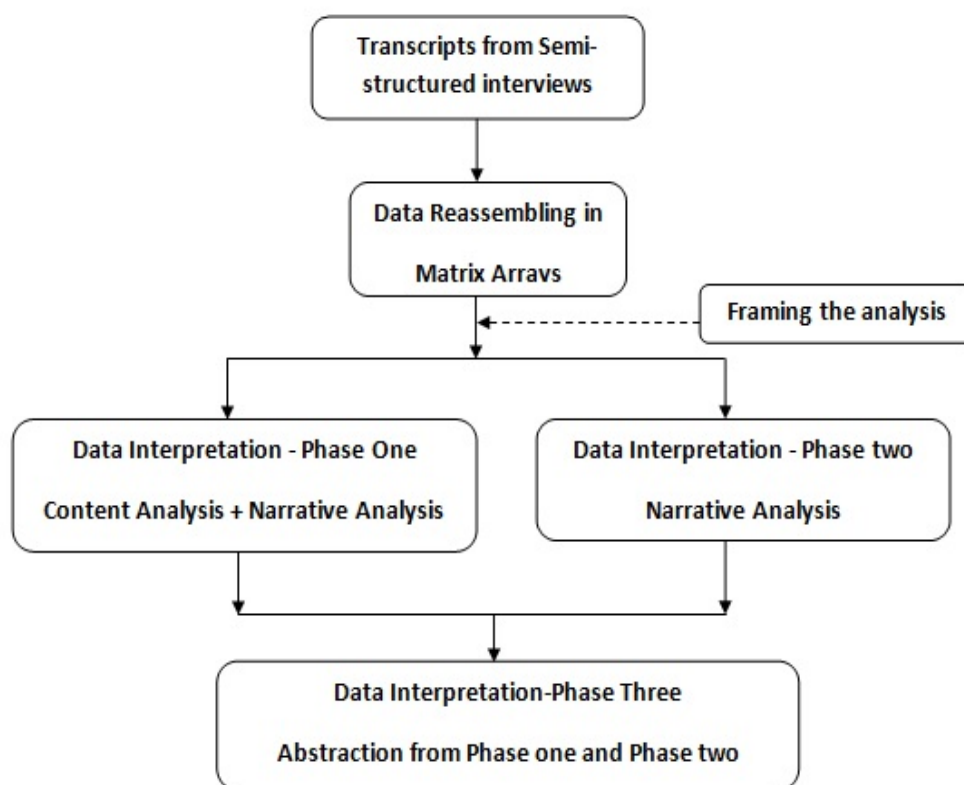 Transcripts from Semi-
structured interviews
Data Reassembling in
Matrix Arravs
Framing the analysis
Data Interpretation - Phase One
Content Analysis + Narrative Analysis
Data Interpretation - Phase two
Narrative Analysis
Data Interpretation-Phase Three
Abstraction from Phase one and Phase two